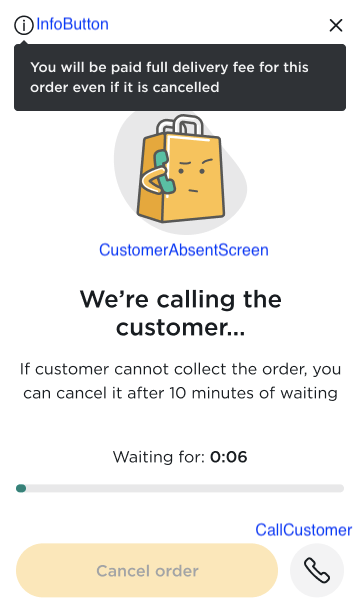 InfoButton
You will be paid full delivery fee for this
order even if it is cancelled
CustomerAbsentScreen
We’re calling the
customer...
If customer cannot collect the order, you
can cancel it after 10 minutes of waiting
Waiting for: 0:06
CallCustomer
Cancel order